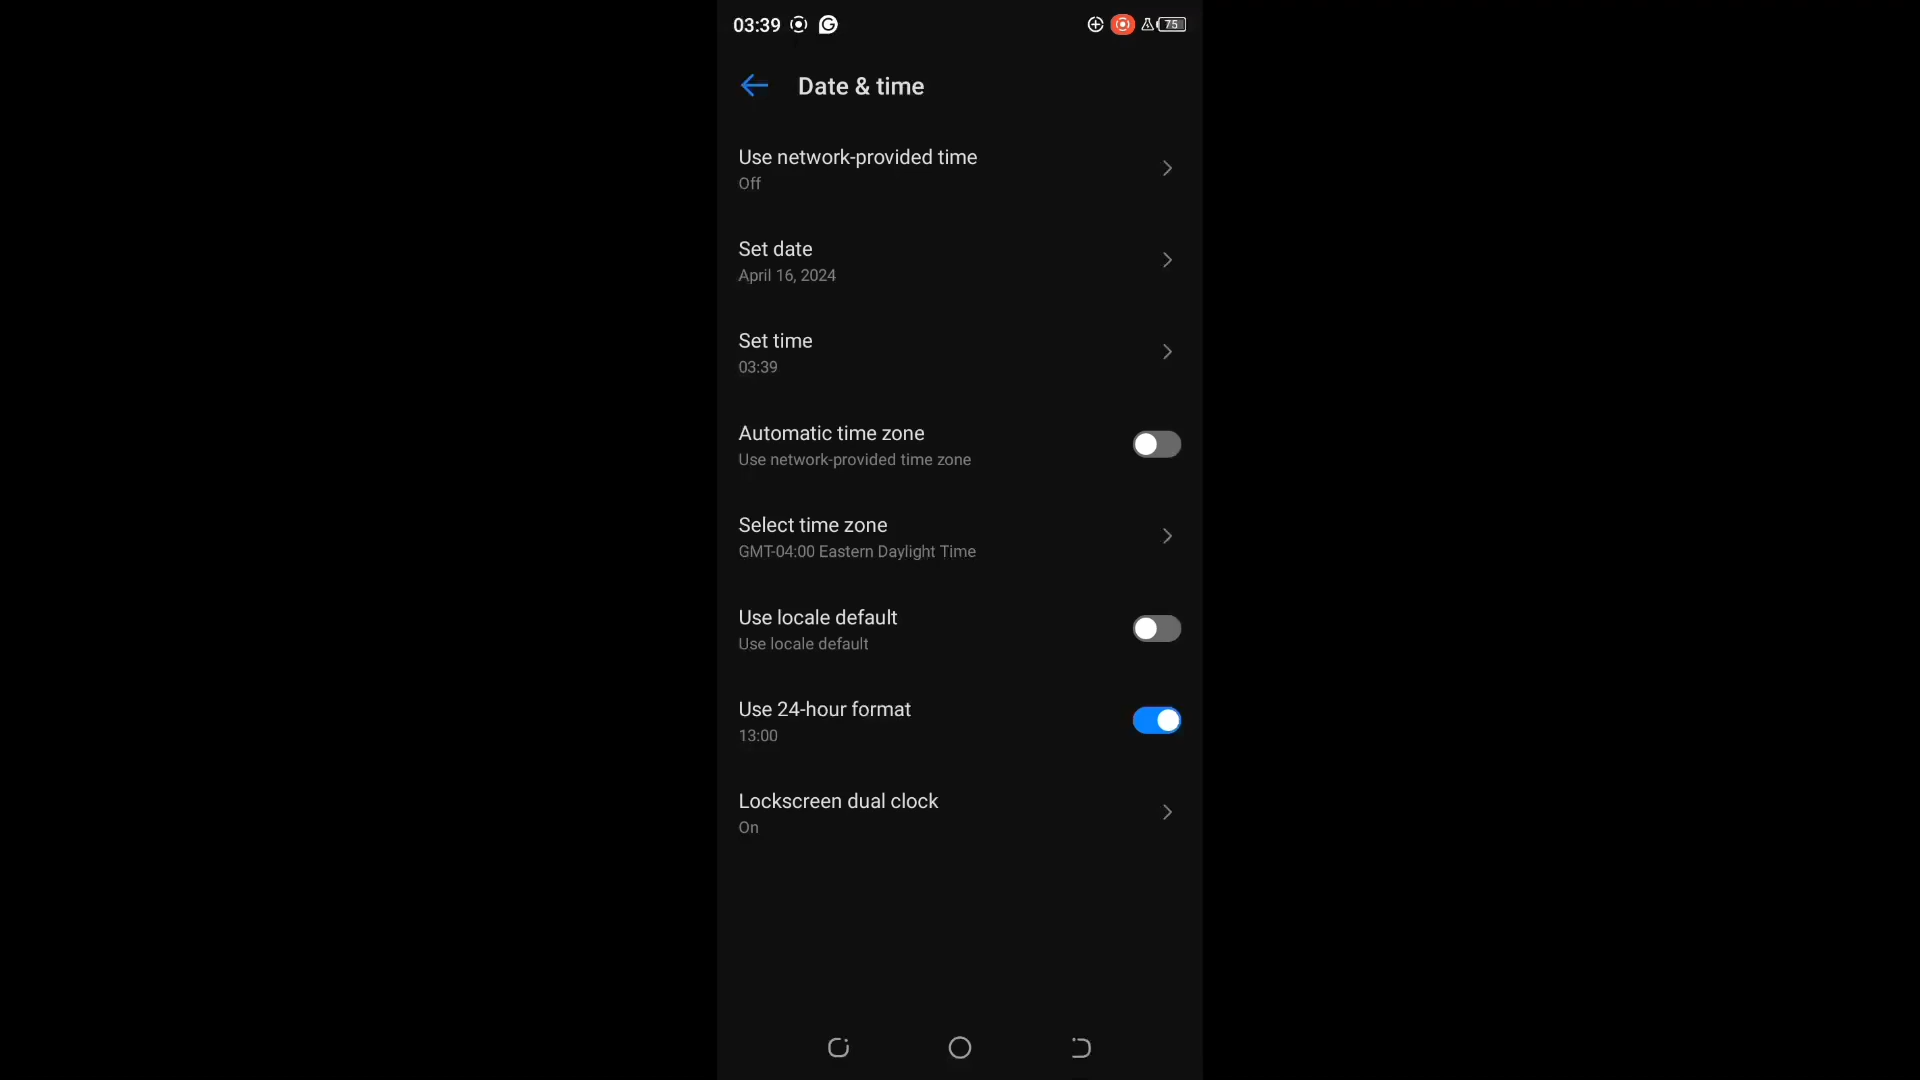 03:39
75
Date & time
Use network-provided time
Off
Set date
April 16, 2024
Set time
03:39
Automatic time zone
Use network-provided time zone
Select time zone
GMT-04:00 Eastern Daylight Time
Use locale default
Use locale default
Use 24-hour format
13:00
Lockscreen dual clock
On